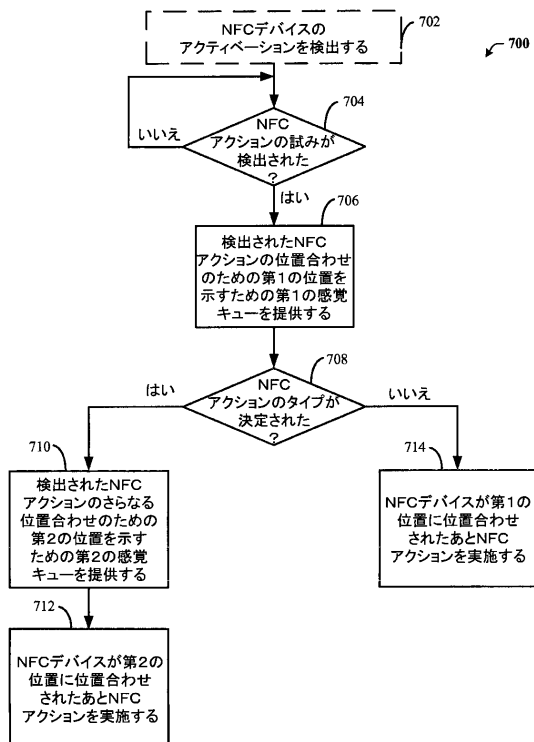 NFCデバイスの
アクティベーションを検出する
702
700
NFC
アクションの試みが
検出された
?
704
いいえ
はい
706
検出されたNFC
アクションの位置合わせ
のための第1の位置を
示すための第1の感覚
キューを提供する
NFC
アクションのタイプが
決定された
?
708
はい
いいえ
710
検出されたNFC
アクションのさらなる
位置合わせのための
第2の位置を示す
ための第2の感覚
キューを提供する
714
NFCデバイスが第1の
位置に位置合わせ
されたあとNFC
アクションを実施する
712
NFCデバイスが第2の
位置に位置合わせ
されたあとNFC
アクションを実施する